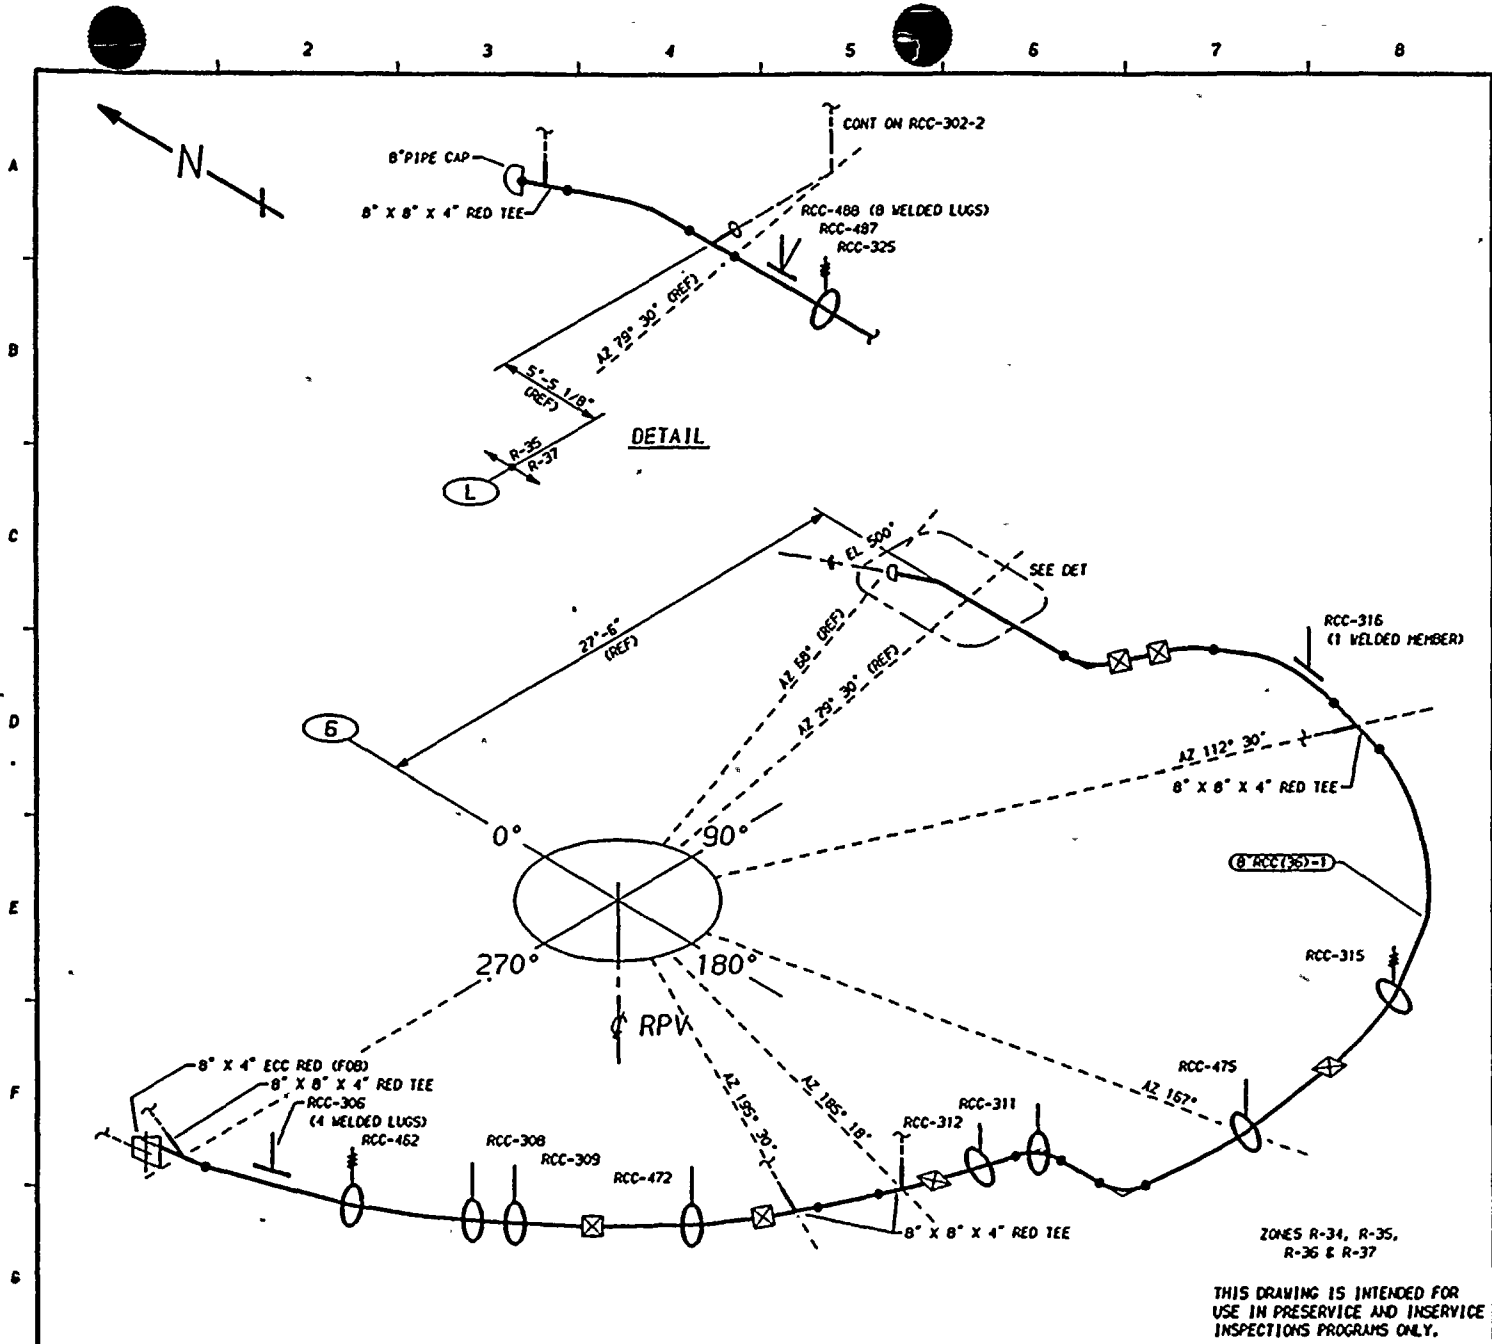 2 3 4 5 6 7 8
A
B
C
D
E
F
G
N
8" PIPE CAP
8" X 8" X 4" RED TEE
CONT ON RCC-302-2
RCC-488 (8 WELDED LUGS)
RCC-487
RCC-325
AZ 79° 30" (REF)
5'-5 1/8"
(REF)
DETAIL
R-35
R-37
L
EL 500'
SEE DET
27'-6"
(REF)
AZ 68° (REF)
AZ 79° 30" (REF)
RCC-316
(1 WELDED MEMBER)
6
AZ 112° 30"
8" X 8" X 4" RED TEE
0°
90°
8 RCC(36)-1
270°
180°
RCC-315
RPV
8" X 4" ECC RED (FOB)
8" X 8" X 4" RED TEE
RCC-306
(4 WELDED LUGS)
RCC-462
RCC-308
RCC-309
RCC-472
AZ 195° 30"
AZ 185° 18"
RCC-312
RCC-311
RCC-475
AZ 167°
8" X 8" X 4" RED TEE
ZONES R-34, R-35,
R-36 & R-37
THIS DRAWING IS INTENDED FOR
USE IN PRESERVICE AND INSERVICE
INSPECTIONS PROGRAMS ONLY.